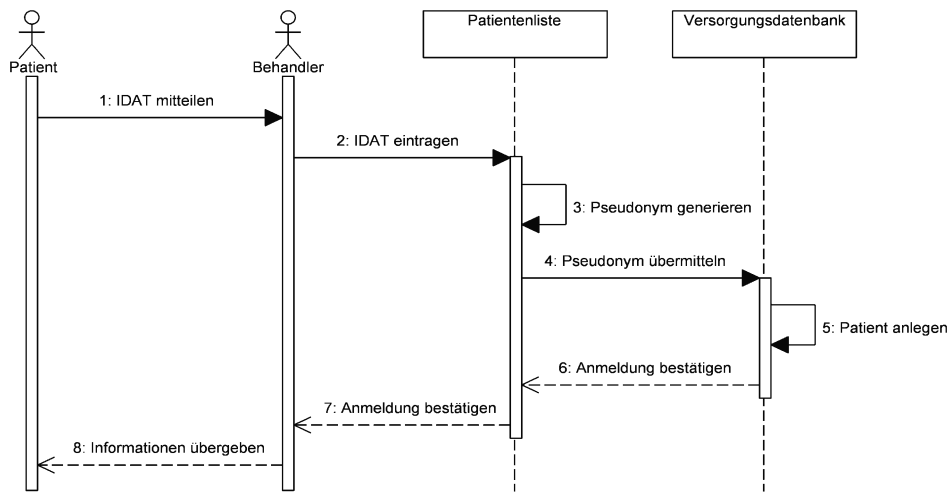 Patientenliste
Versorgungsdatenbank
Patient
Behandler
1: IDAT mitteilen
2: IDAT eintragen
3: Pseudonym generieren
4: Pseudonym übermitteln
5: Patient anlegen
6: Anmeldung bestätigen
7: Anmeldung bestätigen
8: Informationen übergeben